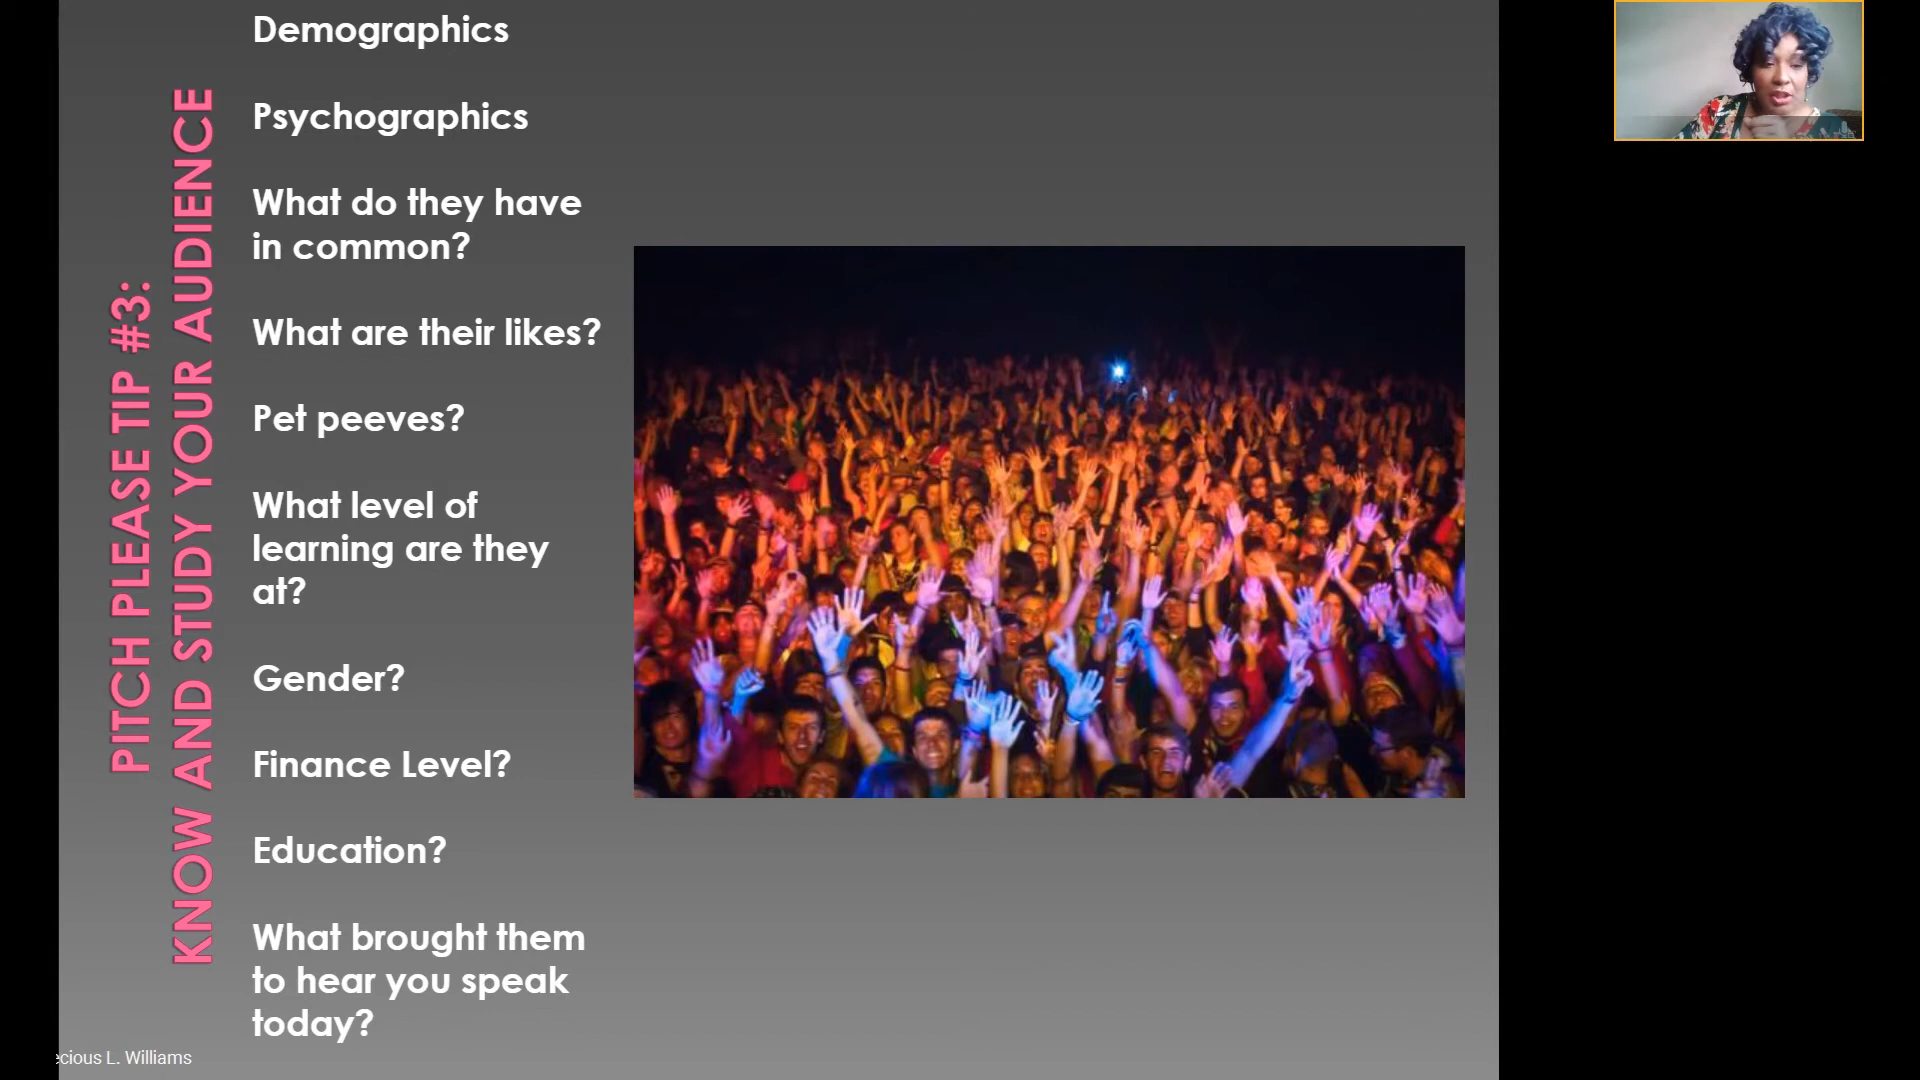 PITCH PLEASE TIP #3:
KNOW AND STUDY YOUR AUDIENCE
Demographics
Psychographics
What do they have
in common?
What are their likes?
Pet peeves?
What level of
learning are they
at?
Gender?
Finance Level?
Education?
What brought them
to hear you speak
today?
ecious L. Williams